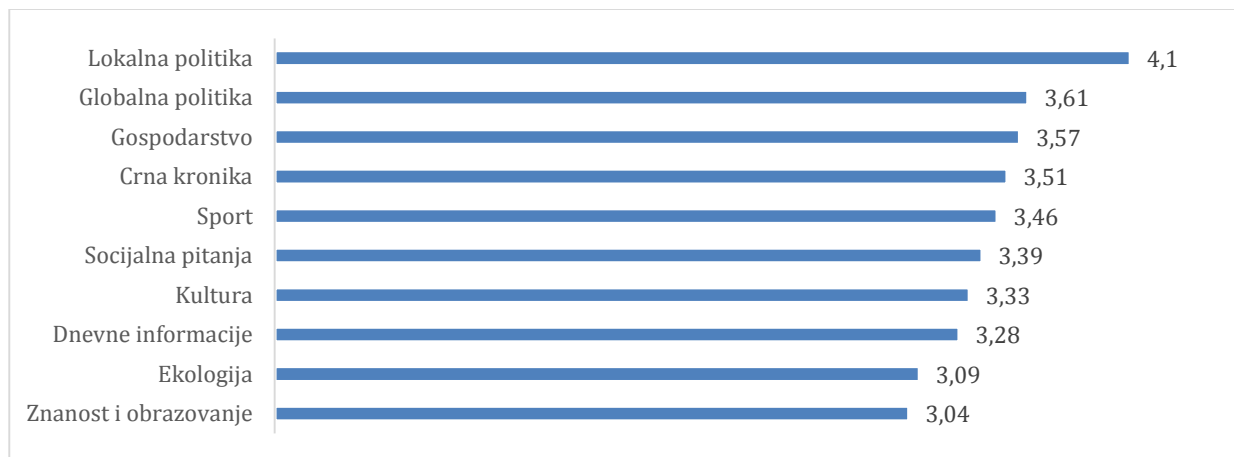 Lokalna politika 4,1
Globalna politika 3,61
Gospodarstvo 3,57
Crna kronika 3,51
Sport 3,46
Socijalna pitanja 3,39
Kultura 3,33
Dnevne informacije 3,28
Ekologija 3,09
Znanost i obrazovanje 3,04